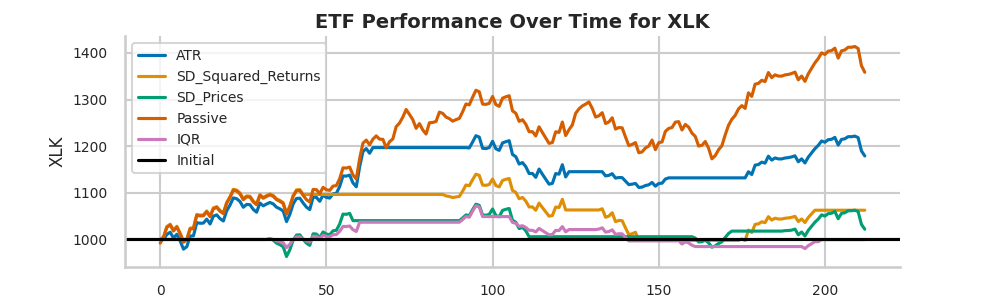 ETF Performance Over Time for XLK
1400
1300
1200
1100
1000
XLK
ATR
SD_Squared_Returns
SD_Prices
Passive
IQR
Initial
0
50
100
150
200